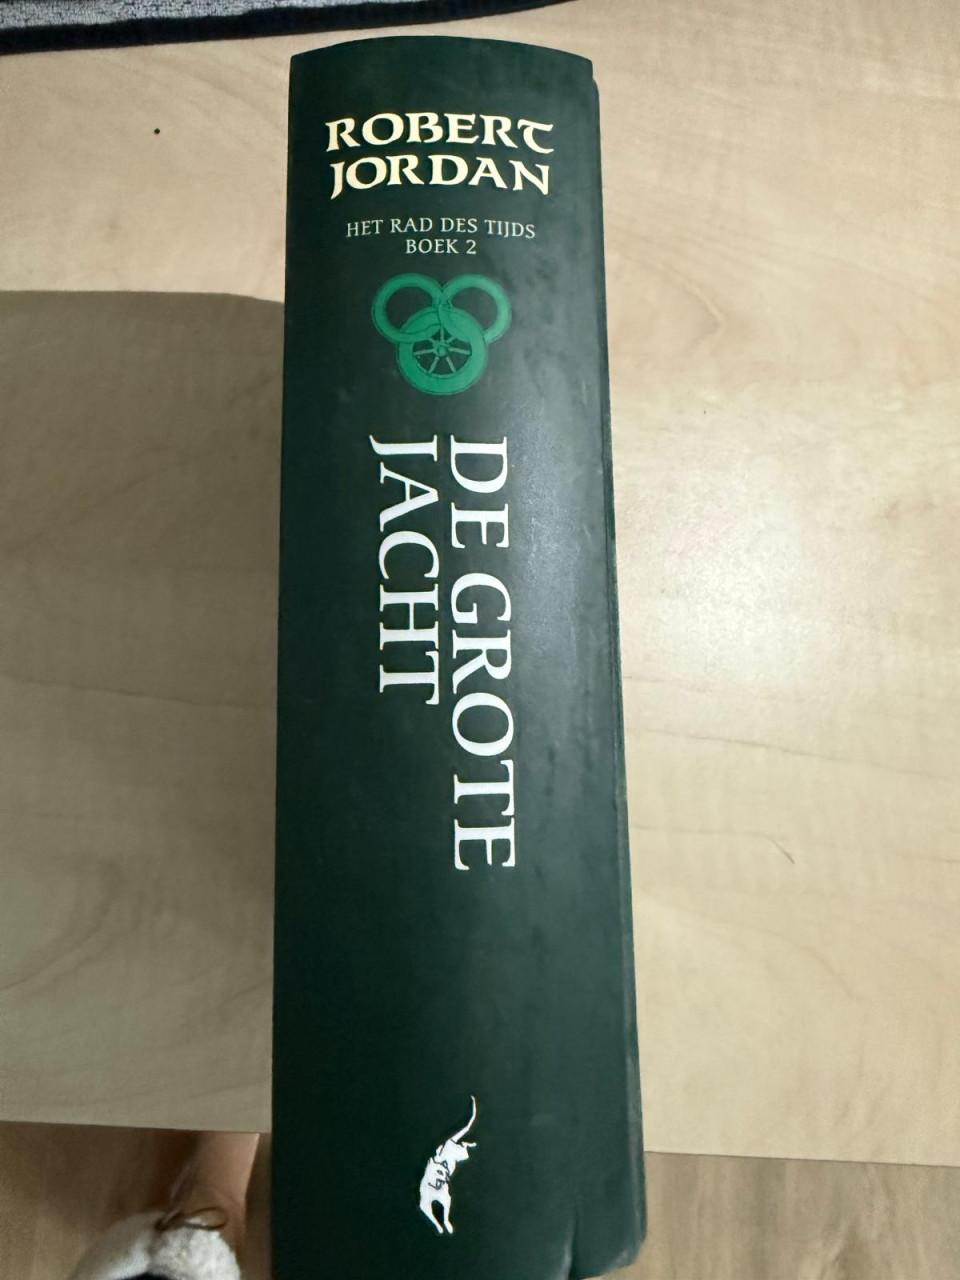 ROBERT
JORDAN
HET RAD DES TIJDS
BOEK 2
DE GROTE
JACHT